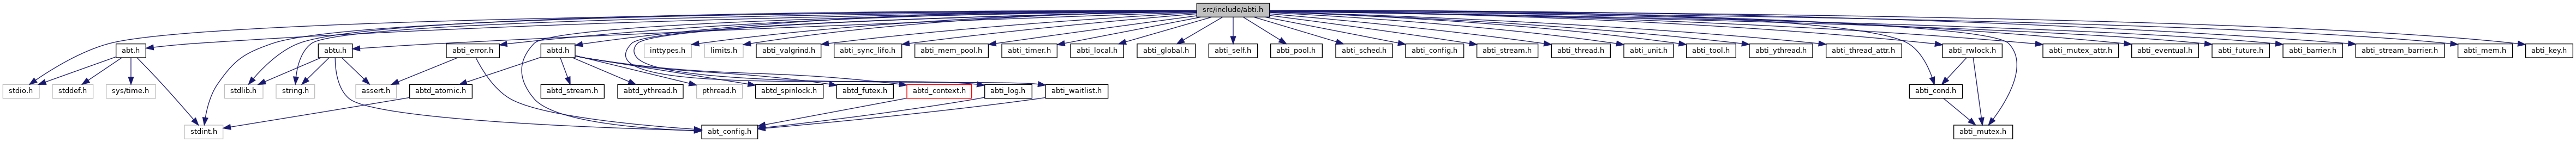 src/include/abti.h
abt.h
abtu.h
abti_error.h
abtd.h
inttypes.h
limits.h
abti_valgrind.h
abti_sync_lifo.h
abti_mem_pool.h
abti_timer.h
abti_local.h
abti_global.h
abti_self.h
abti_pool.h
abti_sched.h
abti_config.h
abti_stream.h
abti_thread.h
abti_unit.h
abti_tool.h
abti_ythread.h
abti_thread_attr.h
abti_rwlock.h
abti_mutex_attr.h
abti_eventual.h
abti_future.h
abti_barrier.h
abti_stream_barrier.h
abti_mem.h
abti_key.h
stdio.h
stddef.h
sys/time.h
stdlib.h
string.h
assert.h
abtd_atomic.h
abtd_stream.h
abtd_ythread.h
pthread.h
abtd_spinlock.h
abtd_futex.h
abtd_context.h
abti_log.h
abti_waitlist.h
abti_cond.h
stdint.h
abt_config.h
abti_mutex.h